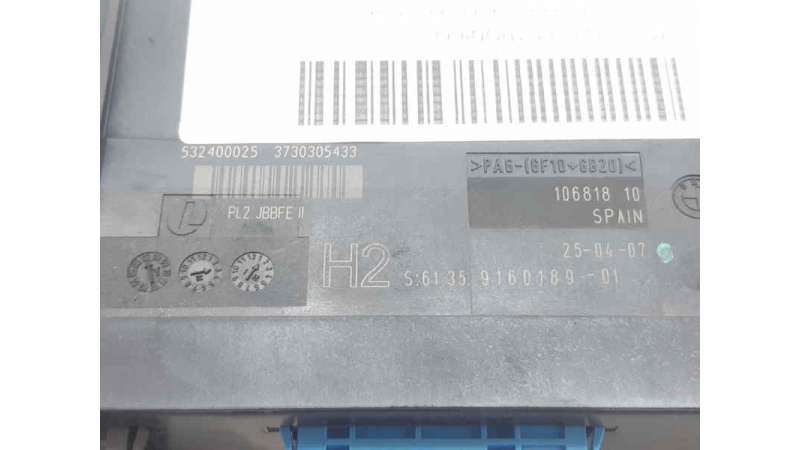 532400025 3730305433
>PA6-(GF10+GB20)<
106818 10
SPAIN
PL2 JBBFE II
25-04-07
H2 S:61.35 9160189-01